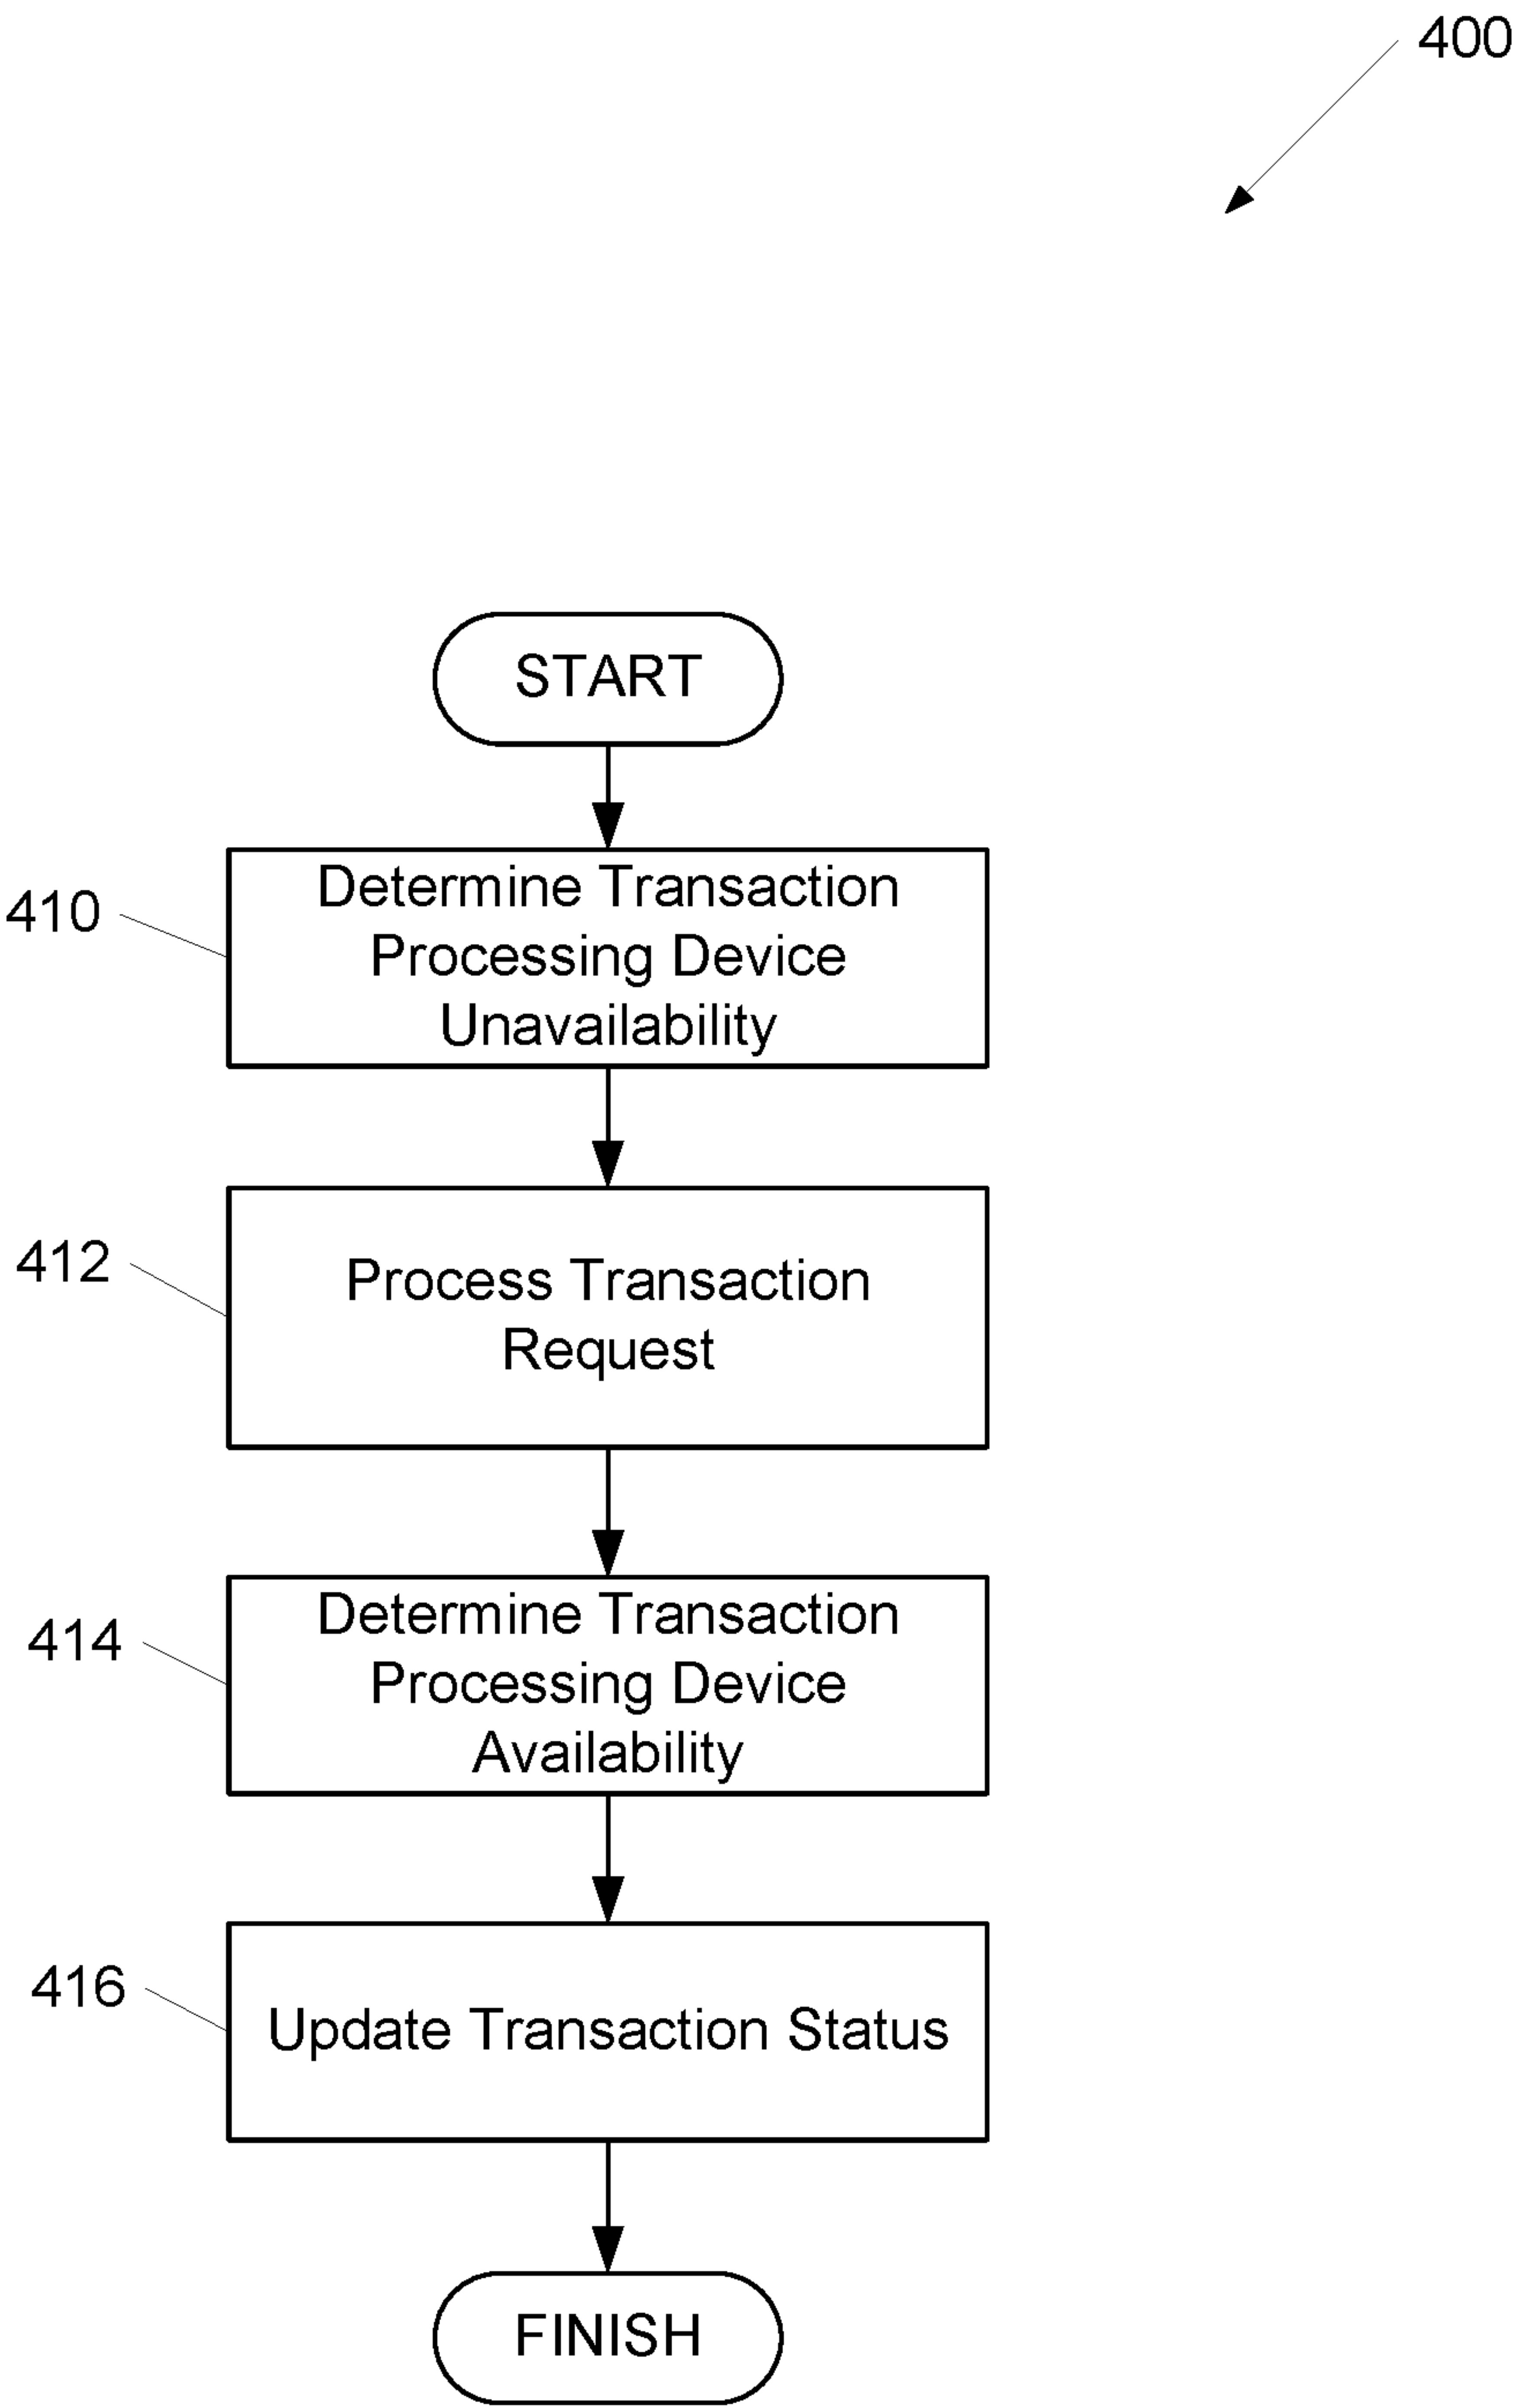 400
START
410
Determine Transaction
Processing Device
Unavailability
412
Process Transaction
Request
414
Determine Transaction
Processing Device
Availability
416
Update Transaction Status
FINISH